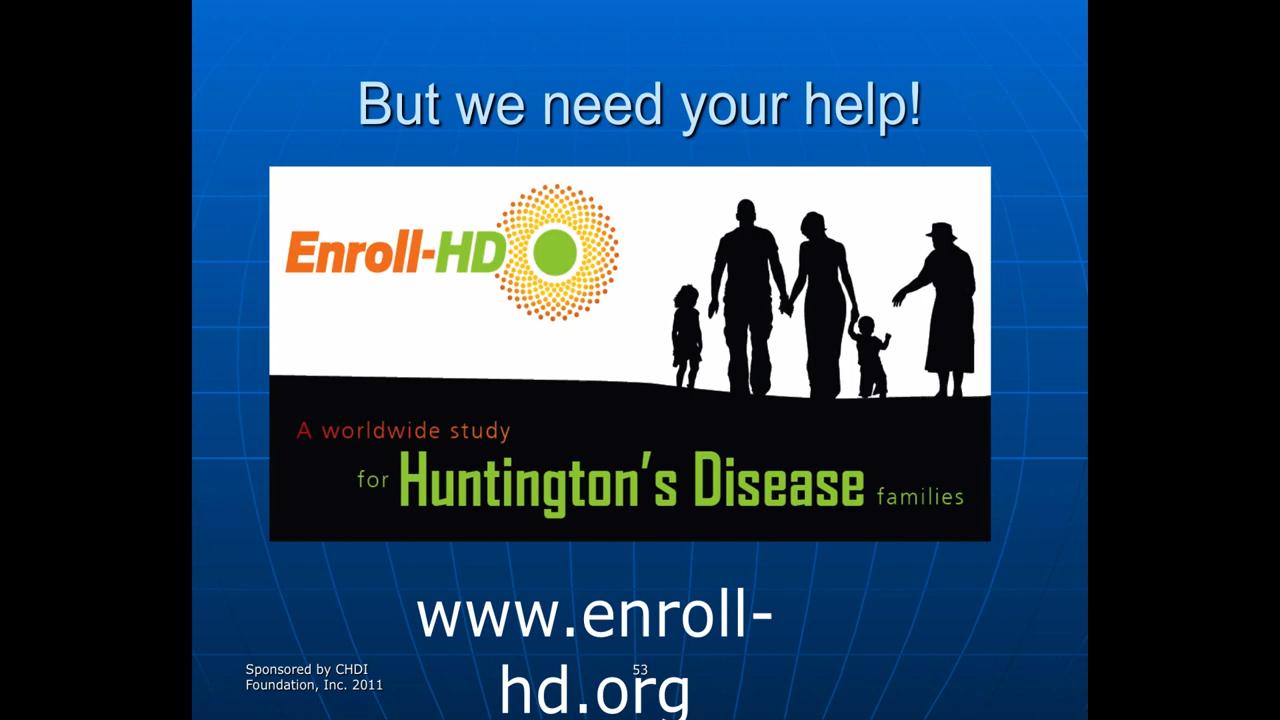 But we need your help!
Enroll-HD
A worldwide study
for Huntington's Disease families
www.enroll-
hd.org
Sponsored by CHDI
Foundation, Inc. 2011
53